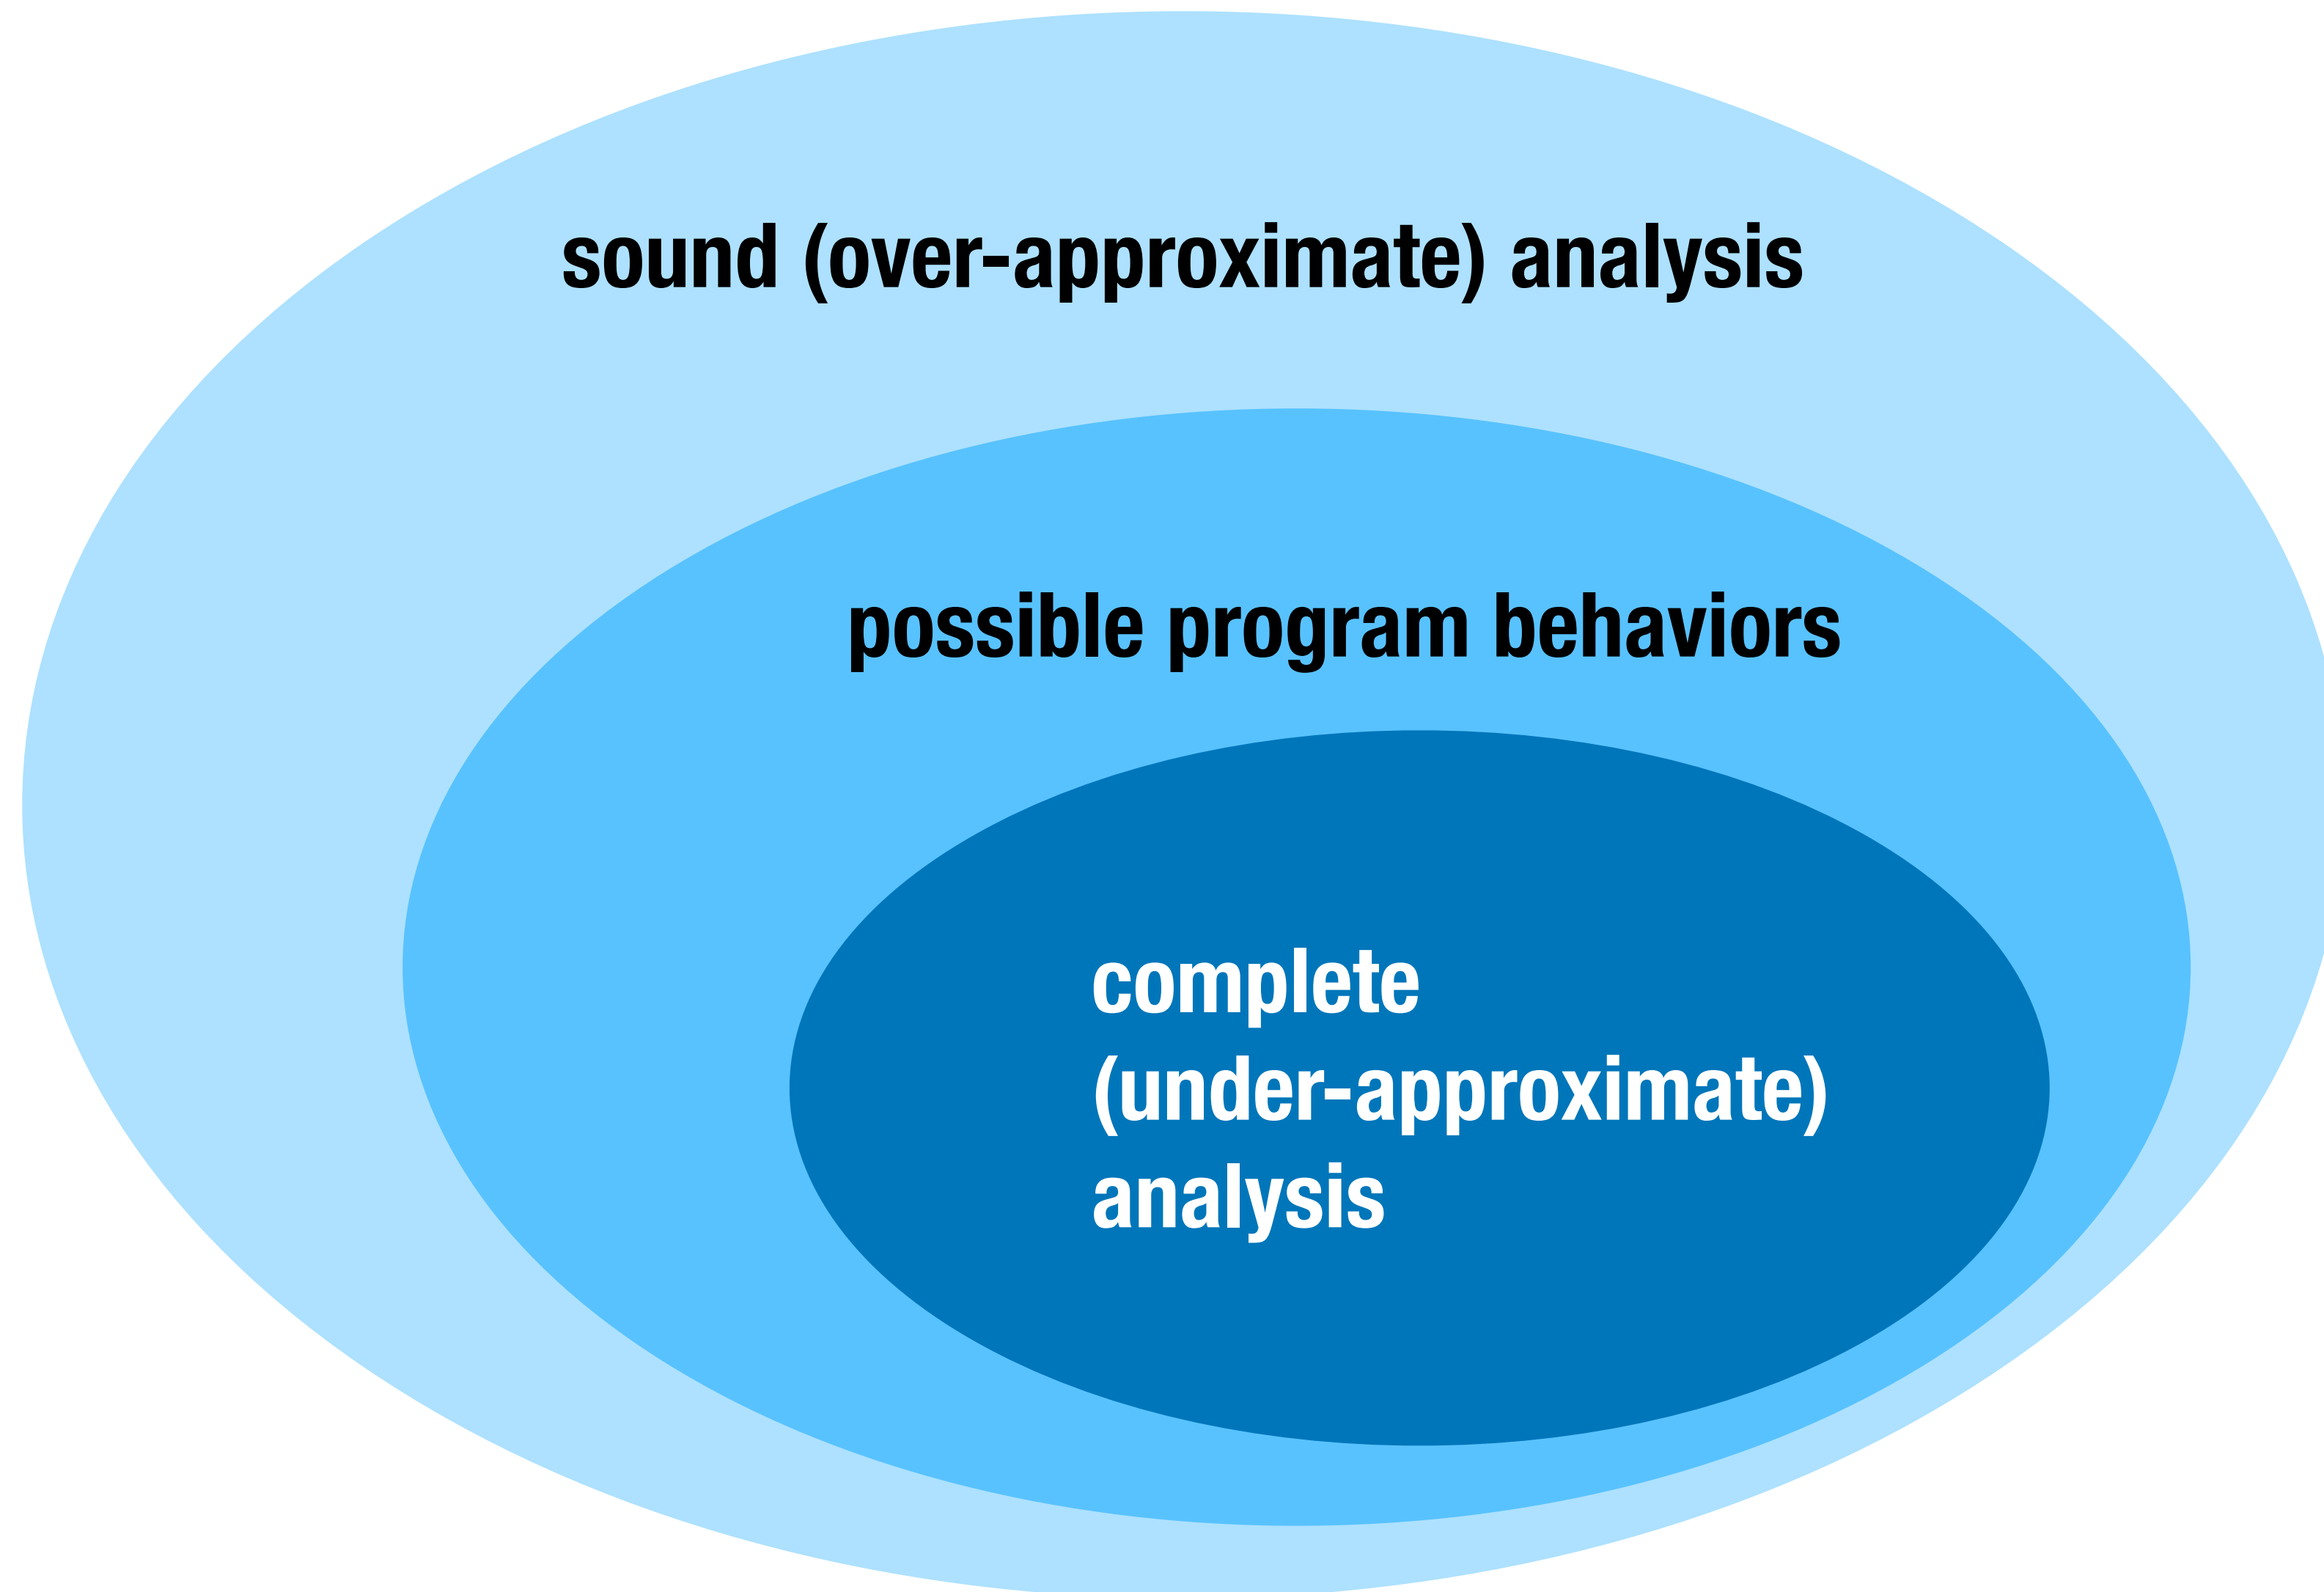 sound (over-approximate) analysis
possible program behaviors
complete
(under-approximate)
analysis